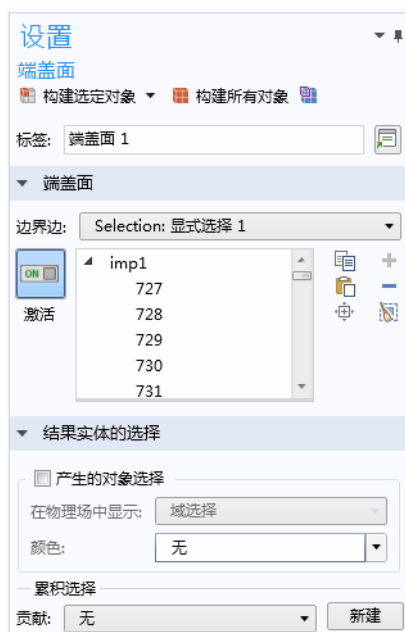 设置
端盖面
构建选定对象 构建所有对象
标签: 端盖面 1
端盖面
边界边: Selection: 显式选择 1
imp1
ON
727
激活 728
729
730
731
结果实体的选择
产生的对象选择
在物理场中显示: 域选择
颜色: 无
累积选择
贡献: 无 新建